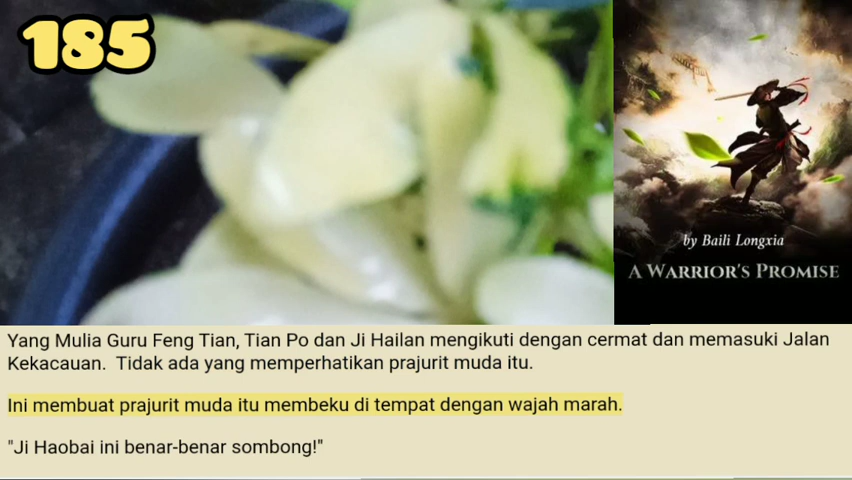 185
by Baili Longxia
A WARRIOR'S PROMISE
Yang Mulia Guru Feng Tian, Tian Po dan Ji Hailan mengikuti dengan cermat dan memasuki Jalan
Kekacauan. Tidak ada yang memperhatikan prajurit muda itu.
Ini membuat prajurit muda itu membeku di tempat dengan wajah marah.
"Ji Haobai ini benar-benar sombong!"